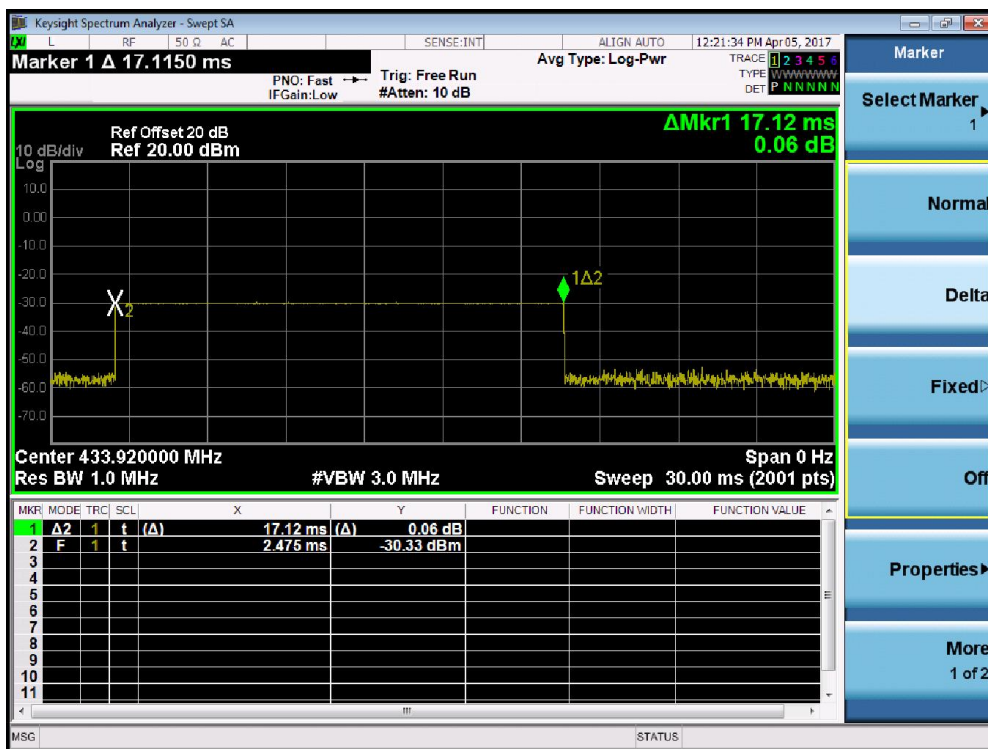 Keysight Spectrum Analyzer - Swept SA
LXI L RF 50 Ω AC SENSE:INT ALIGN AUTO 12:21:34 PM Apr 05, 2017
Marker 1 Δ 17.1150 ms
PNO: Fast
IFGain:Low
Trig: Free Run
#Atten: 10 dB
Avg Type: Log-Pwr
TRACE 1 2 3 4 5 6
TYPE WWWWWW
DET P N N N N N
Ref Offset 20 dB
10 dB/div Ref 20.00 dBm
Log
ΔMkr1 17.12 ms
0.06 dB
10.0
0.00
-10.0
-20.0
-30.0
-40.0
-50.0
-60.0
-70.0
X2
1Δ2
Center 433.920000 MHz Span 0 Hz
Res BW 1.0 MHz #VBW 3.0 MHz Sweep 30.00 ms (2001 pts)
MKR MODE TRC SCL X Y FUNCTION FUNCTION WIDTH FUNCTION VALUE
1 Δ2 1 t (Δ) 17.12 ms (Δ) 0.06 dB
2 F 1 t 2.475 ms -30.33 dBm
3
4
5
6
7
8
9
10
11
MSG STATUS
Marker
Select Marker
1
Normal
Delta
Fixed
Off
Properties
More
1 of 2